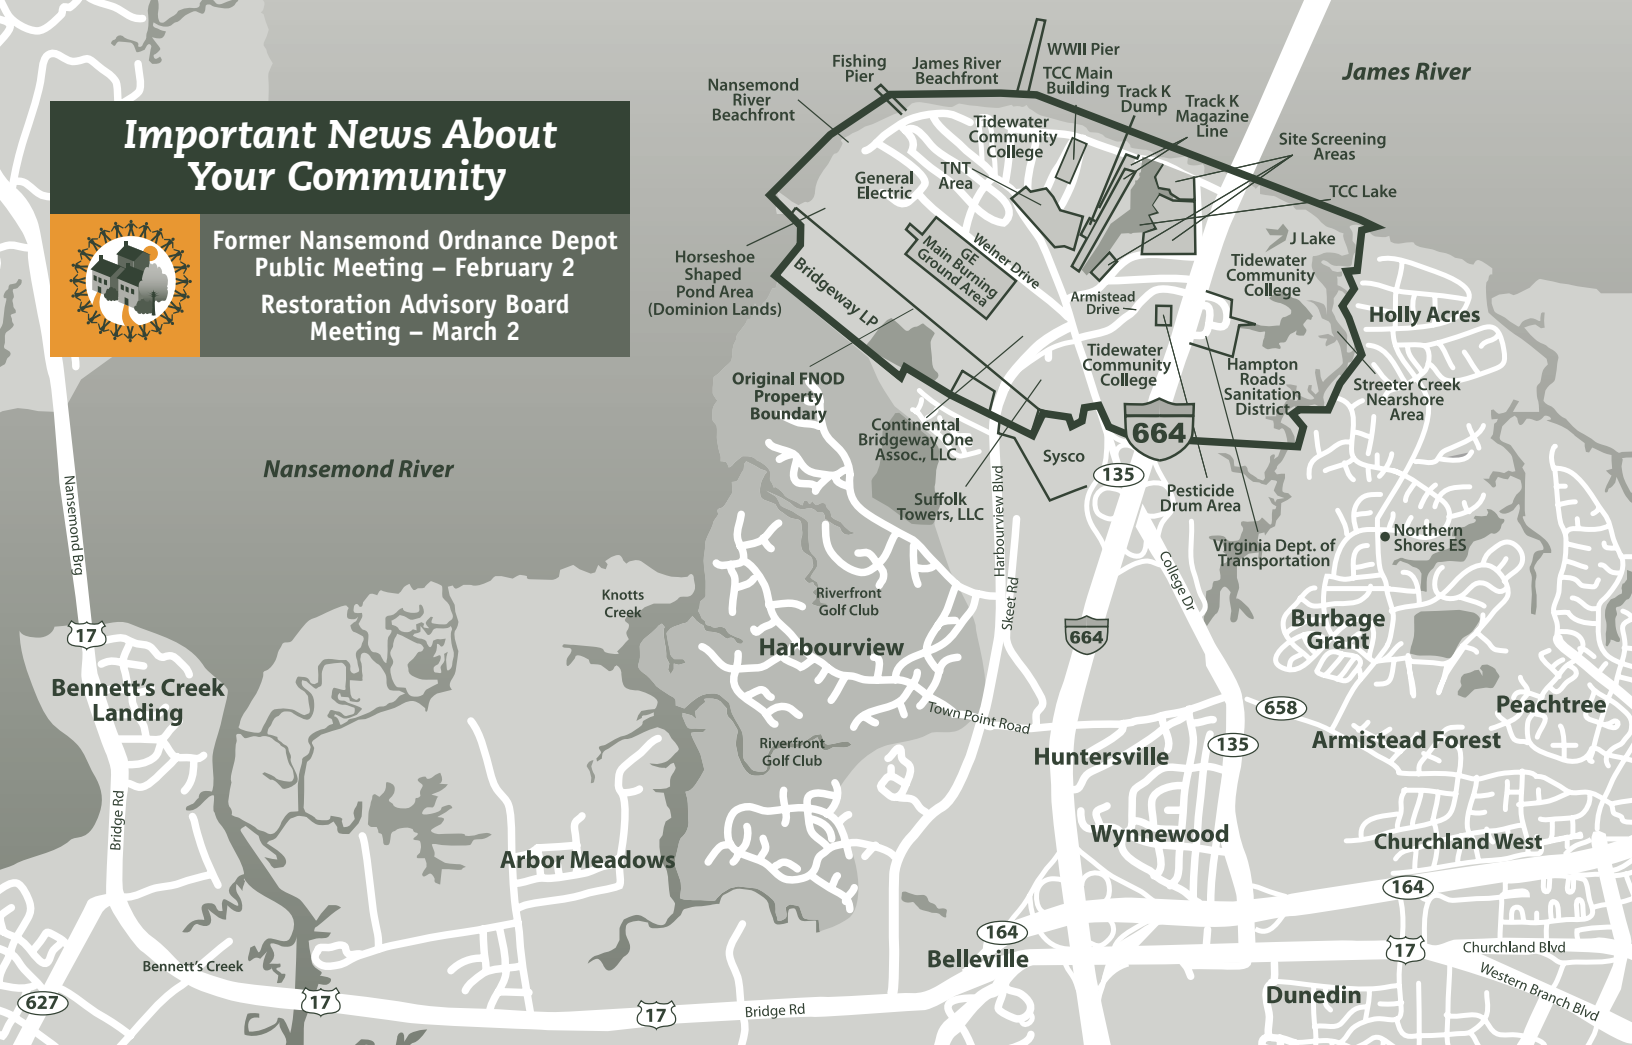 Important News About
Your Community
Former Nansemond Ordnance Depot
Public Meeting – February 2
Restoration Advisory Board
Meeting – March 2
James River
Nansemond River
Nansemond
River
Beachfront
Fishing
Pier
James River
Beachfront
WWII Pier
TCC Main
Building
Track K
Dump
Track K
Magazine
Line
Site Screening
Areas
TCC Lake
Tidewater
Community
College
TNT
Area
General
Electric
J Lake
Tidewater
Community
College
Horseshoe
Shaped
Pond Area
(Dominion Lands)
Bridgeway LP
GE
Main Burning
Ground Area
Welner Drive
Armistead
Drive
Holly Acres
Tidewater
Community
College
Hampton
Roads
Sanitation
District
Streeter Creek
Nearshore
Area
Original FNOD
Property
Boundary
Continental
Bridgeway One
Assoc., LLC
Suffolk
Towers, LLC
Sysco
664
135
Pesticide
Drum Area
Virginia Dept. of
Transportation
Northern
Shores ES
Harbourview Blvd
Skeet Rd
College Dr
Nansemond Brg
17
Knotts
Creek
Riverfront
Golf Club
Harbourview
664
Burbage
Grant
Bennett's Creek
Landing
Town Point Road
658
Peachtree
135
Armistead Forest
Riverfront
Golf Club
Huntersville
Bridge Rd
Arbor Meadows
Wynnewood
Churchland West
164
164
Belleville
17
Churchland Blvd
Western Branch Blvd
Bennett's Creek
Dunedin
627
17
17
Bridge Rd